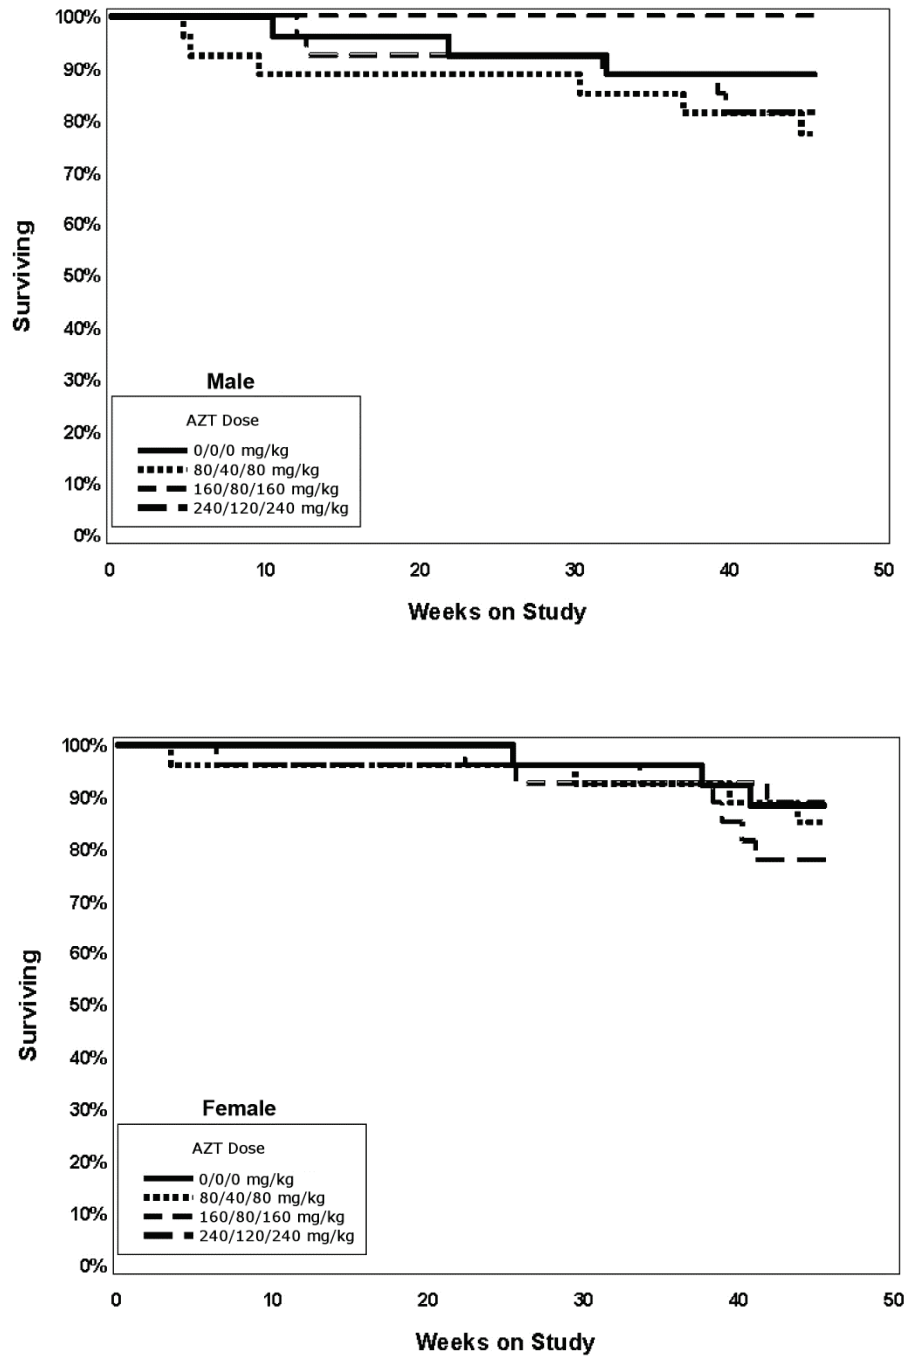 100%
90%
80%
70%
60%
50%
40%
30%
20%
10%
0%
Surviving
Male
AZT Dose
0/0/0 mg/kg
80/40/80 mg/kg
160/80/160 mg/kg
240/120/240 mg/kg
0 10 20 30 40 50
Weeks on Study
100%
90%
80%
70%
60%
50%
40%
30%
20%
10%
0%
Surviving
Female
AZT Dose
0/0/0 mg/kg
80/40/80 mg/kg
160/80/160 mg/kg
240/120/240 mg/kg
0 10 20 30 40 50
Weeks on Study